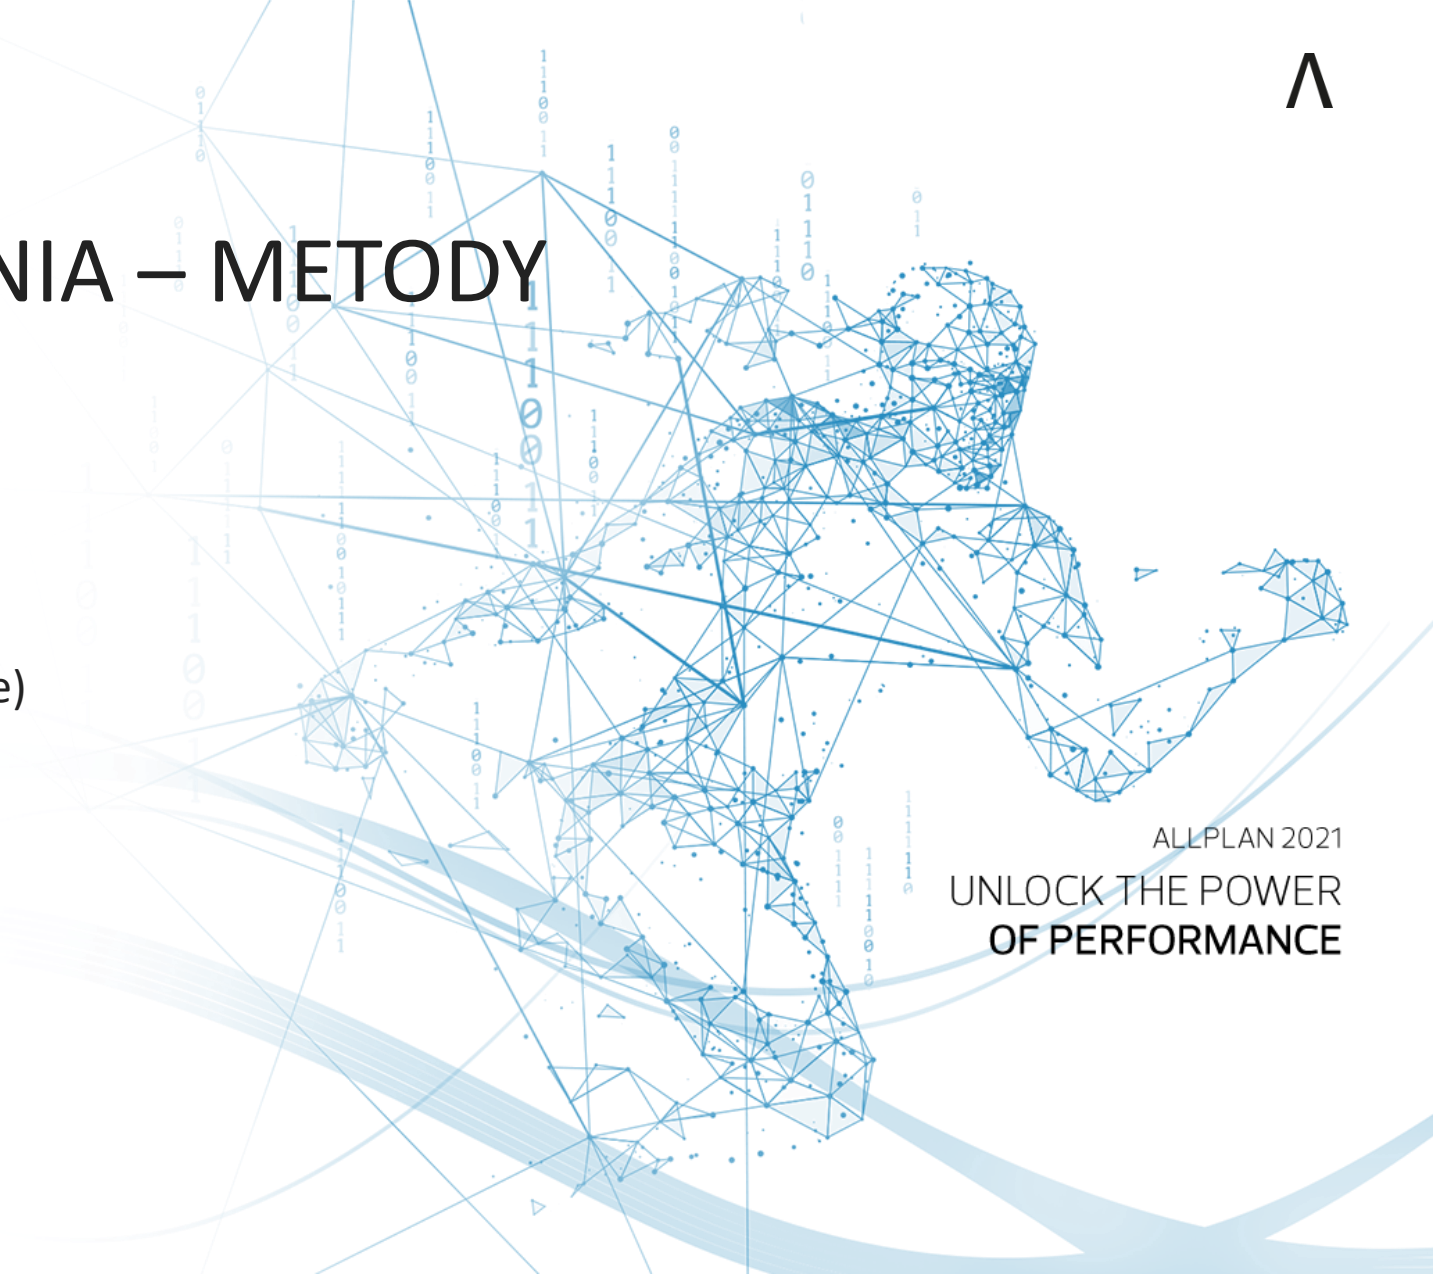 Λ
NIA – METODY
e)
ALLPLAN 2021
UNLOCK THE POWER
OF PERFORMANCE